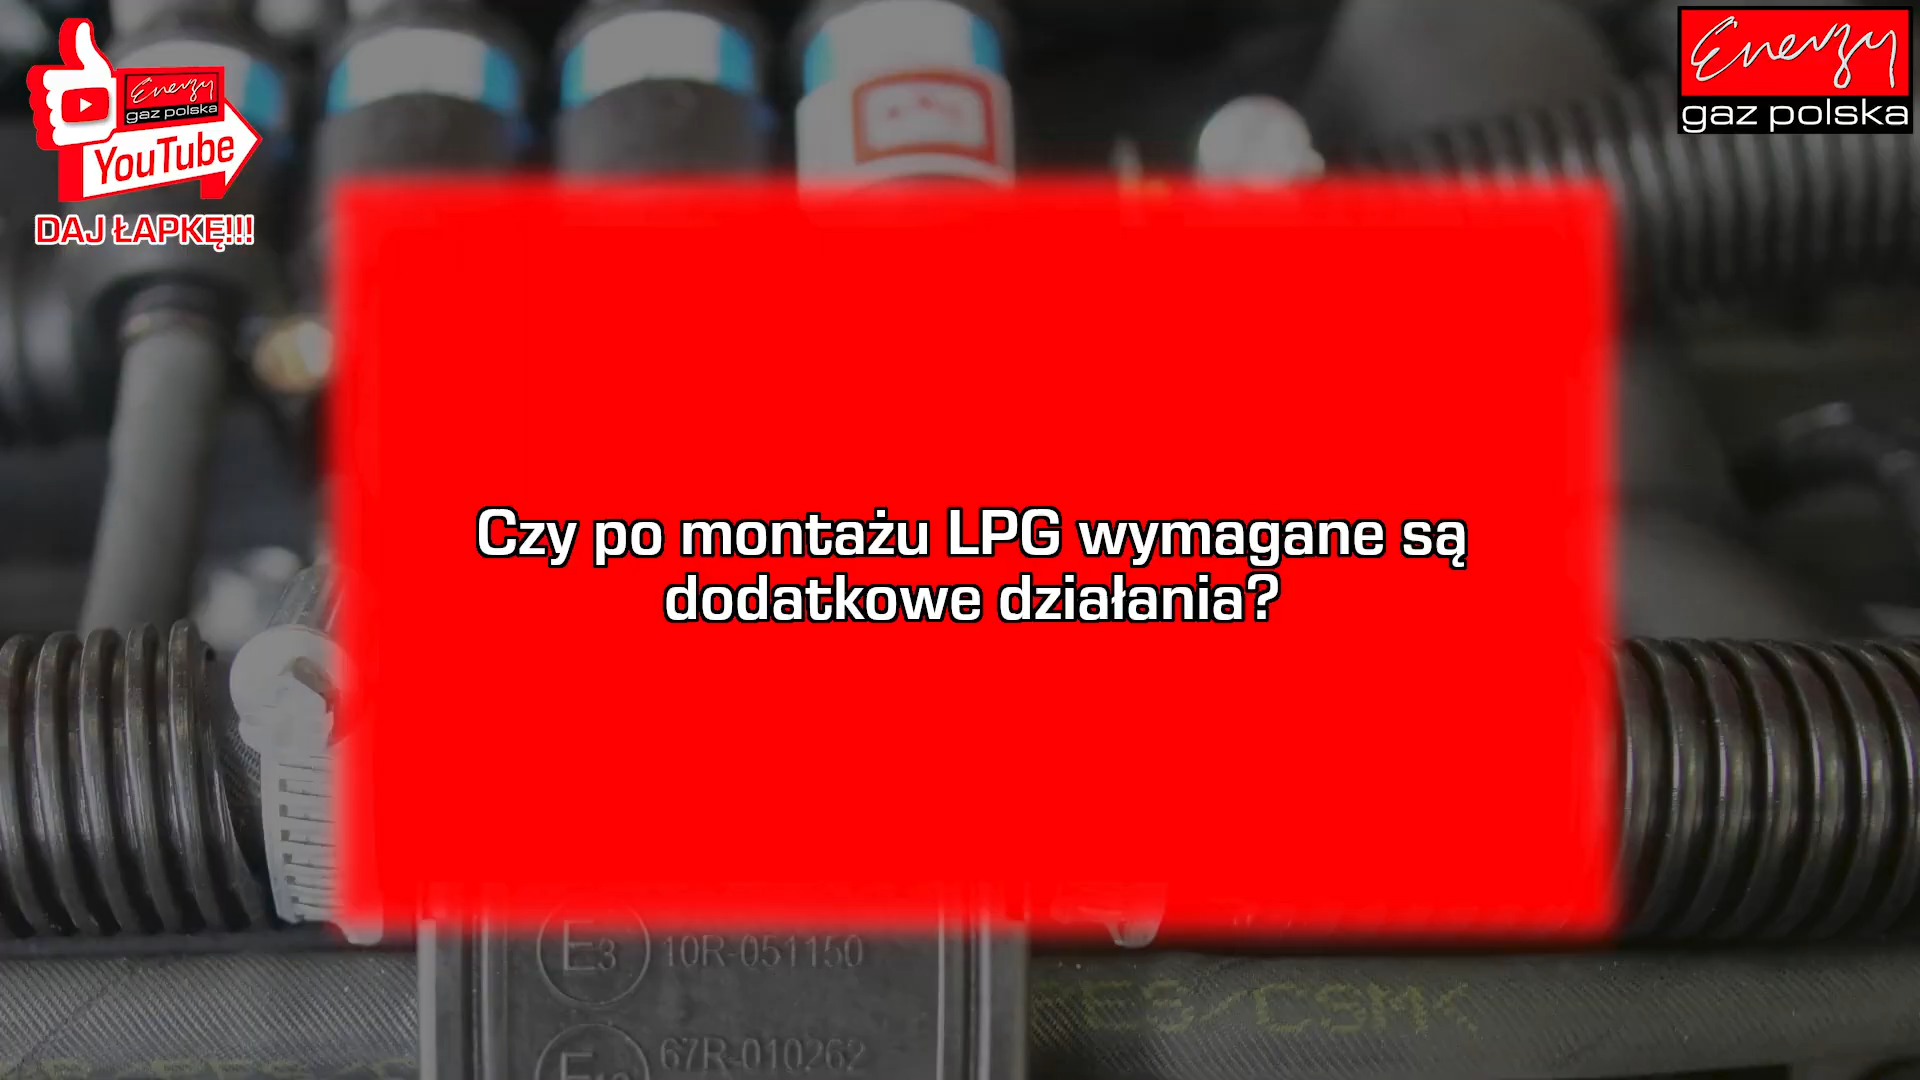 Energy
gaz polska
YouTube
DAJ ŁAPKĘ!!!
Energy
gaz polska
Czy po montażu LPG wymagane są
dodatkowe działania?
E3 10R-051150
67R-010262